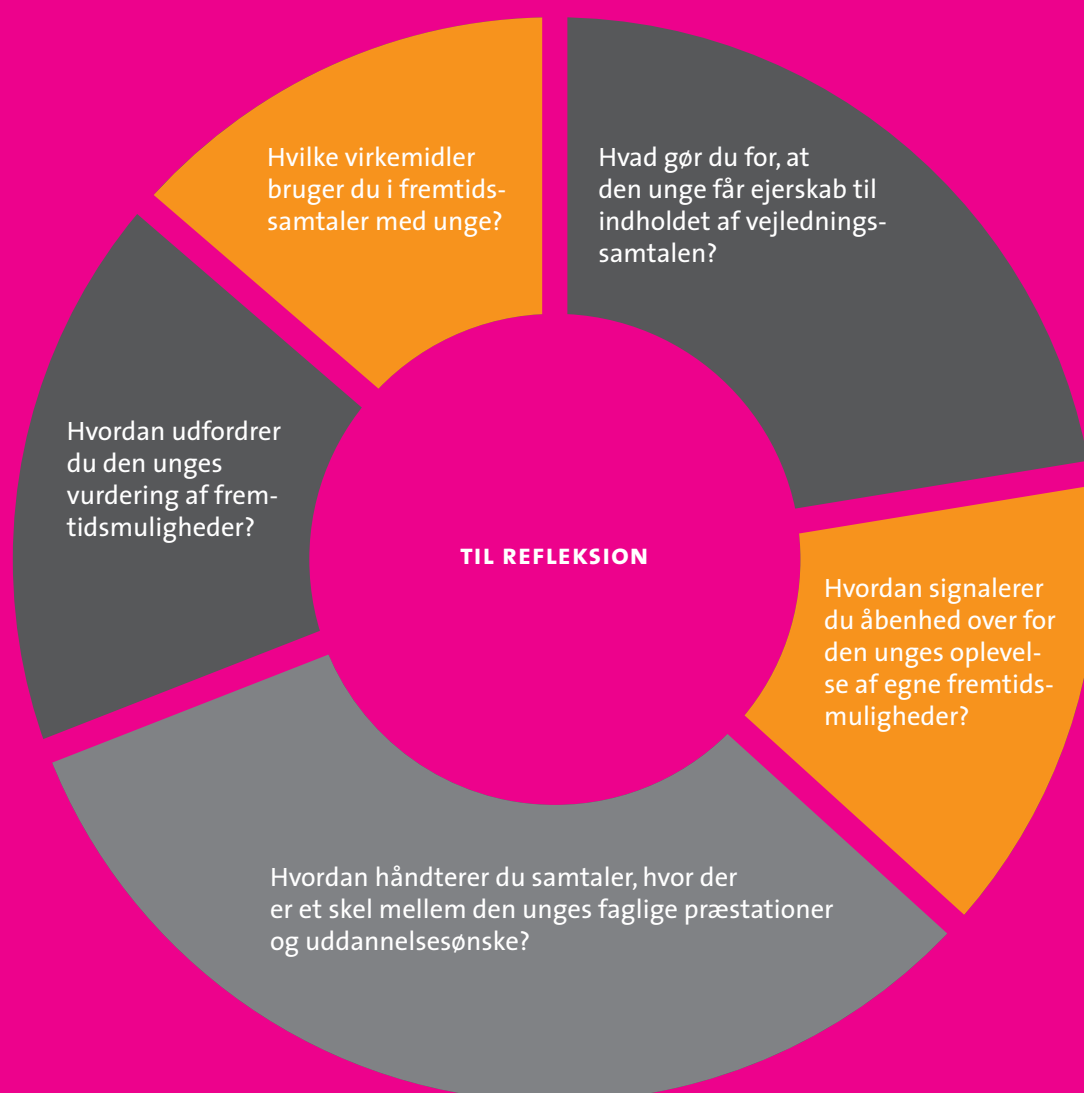 Hvilke virkemidler
bruger du i fremtids-
samtaler med unge?
Hvad gør du for, at
den unge får ejerskab til
indholdet af vejlednings-
samtalen?
Hvordan udfordrer
du den unges
vurdering af frem-
tidsmuligheder?
TIL REFLEKSION
Hvordan signalerer
du åbenhed over for
den unges oplevel-
se af egne fremtids-
muligheder?
Hvordan håndterer du samtaler, hvor der
er et skel mellem den unges faglige præstationer
og uddannelsesønske?